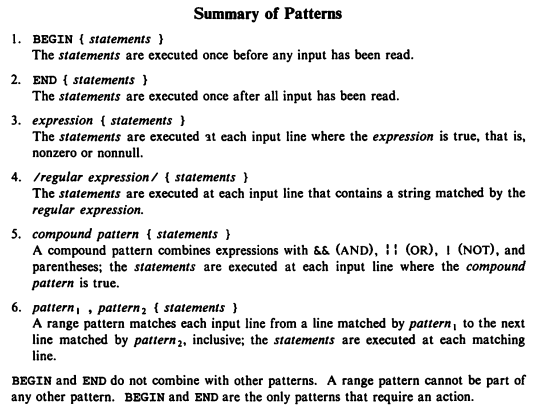 Summary of Patterns
1. BEGIN { statements }
The statements are executed once before any input has been read.
2. END { statements }
The statements are executed once after all input has been read.
3. expression { statements }
The statements are executed at each input line where the expression is true, that is,
nonzero or nonnull.
4. /regular expression/ { statements }
The statements are executed at each input line that contains a string matched by the
regular expression.
5. compound pattern { statements }
A compound pattern combines expressions with && (AND), ¦¦ (OR), ! (NOT), and
parentheses; the statements are executed at each input line where the compound
pattern is true.
6. pattern₁ , pattern₂ { statements }
A range pattern matches each input line from a line matched by pattern₁ to the next
line matched by pattern₂, inclusive; the statements are executed at each matching
line.
BEGIN and END do not combine with other patterns. A range pattern cannot be part of
any other pattern. BEGIN and END are the only patterns that require an action.